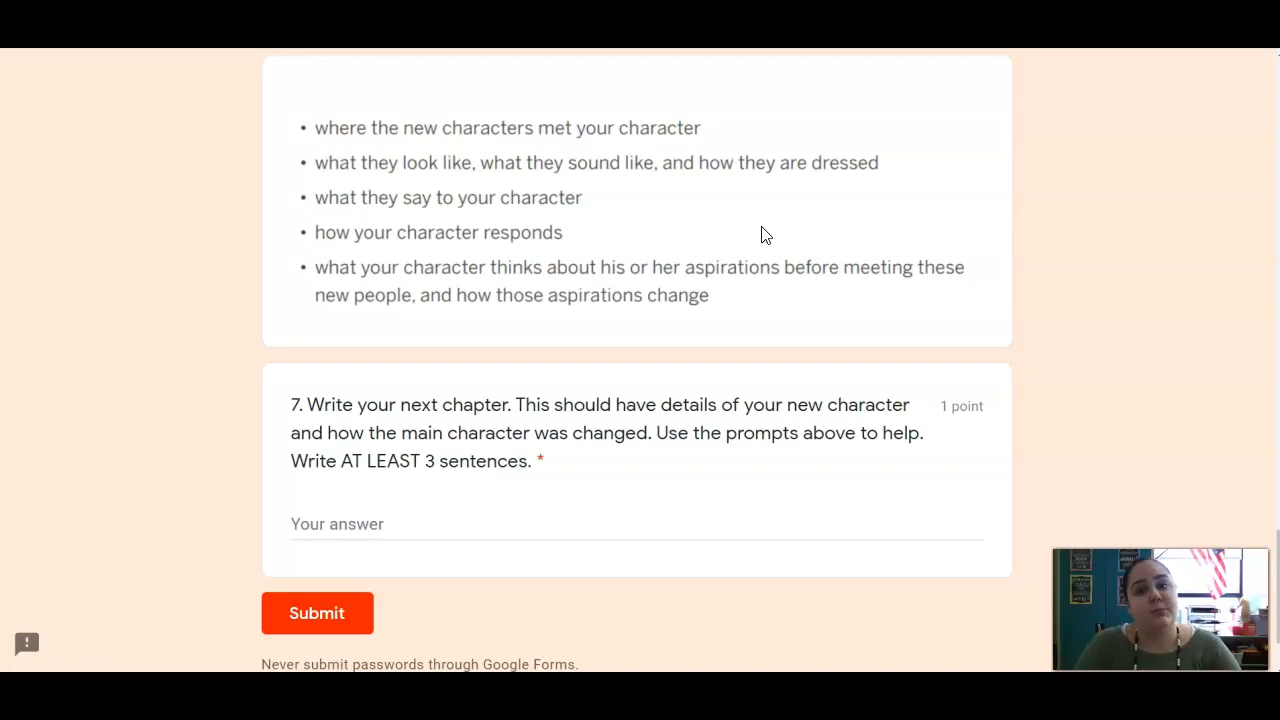 • where the new characters met your character
• what they look like, what they sound like, and how they are dressed
• what they say to your character
• how your character responds
• what your character thinks about his or her aspirations before meeting these
new people, and how those aspirations change
7. Write your next chapter. This should have details of your new character
1 point
and how the main character was changed. Use the prompts above to help.
Write AT LEAST 3 sentences. *
Your answer
Submit
Never submit passwords through Google Forms.